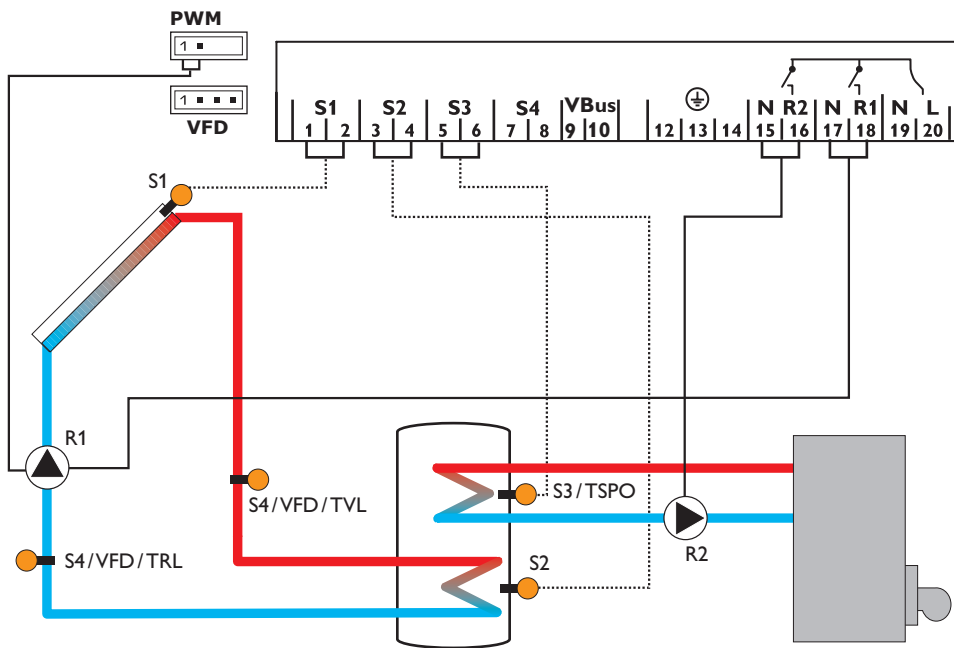 PWM
1
1
VFD
S1 S2 S3 S4 VBus N R2 N R1 N L
1 2 3 4 5 6 7 8 9 10 12 13 14 15 16 17 18 19 20
S1
R1
S4/VFD/TVL
S3/TSPO
R2
S4/VFD/TRL
S2